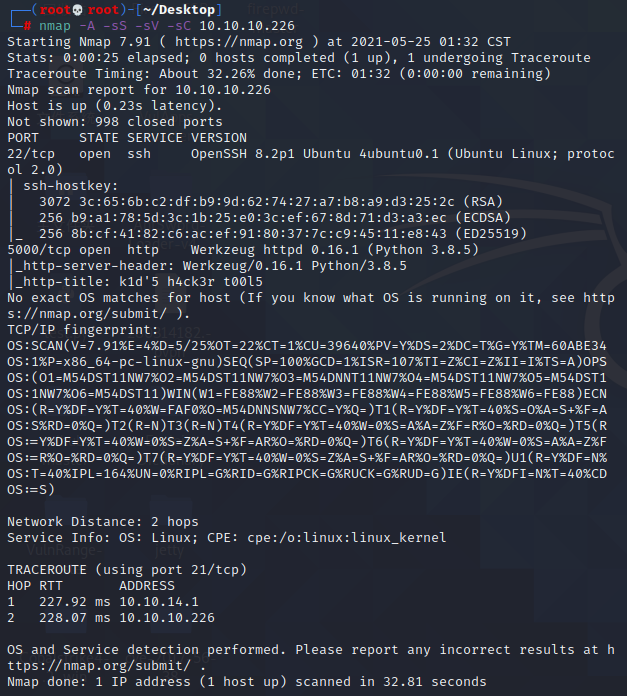 ┌──(root💀root)-[~/Desktop]
└─# nmap -A -sS -sV -sC 10.10.10.226
Starting Nmap 7.91 ( https://nmap.org ) at 2021-05-25 01:32 CST
Stats: 0:00:25 elapsed; 0 hosts completed (1 up), 1 undergoing Traceroute
Traceroute Timing: About 32.26% done; ETC: 01:32 (0:00:00 remaining)
Nmap scan report for 10.10.10.226
Host is up (0.23s latency).
Not shown: 998 closed ports
PORT     STATE SERVICE VERSION
22/tcp   open  ssh     OpenSSH 8.2p1 Ubuntu 4ubuntu0.1 (Ubuntu Linux; protoc
ol 2.0)
| ssh-hostkey:
|   3072 3c:65:6b:c2:df:b9:9d:62:74:27:a7:b8:a9:d3:25:2c (RSA)
|   256 b9:a1:78:5d:3c:1b:25:e0:3c:ef:67:8d:71:d3:a3:ec (ECDSA)
|_  256 8b:cf:41:82:c6:ac:ef:91:80:37:7c:c9:45:11:e8:43 (ED25519)
5000/tcp open  http    Werkzeug httpd 0.16.1 (Python 3.8.5)
|_http-server-header: Werkzeug/0.16.1 Python/3.8.5
|_http-title: k1d'5 h4ck3r t00l5
No exact OS matches for host (If you know what OS is running on it, see http
s://nmap.org/submit/ ).
TCP/IP fingerprint:
OS:SCAN(V=7.91%E=4%D=5/25%OT=22%CT=1%CU=39640%PV=Y%DS=2%DC=T%G=Y%TM=60ABE34
OS:1%P=x86_64-pc-linux-gnu)SEQ(SP=100%GCD=1%ISR=107%TI=Z%CI=Z%II=I%TS=A)OPS
OS:(O1=M54DST11NW7%O2=M54DST11NW7%O3=M54DNNT11NW7%O4=M54DST11NW7%O5=M54DST1
OS:1NW7%O6=M54DST11)WIN(W1=FE88%W2=FE88%W3=FE88%W4=FE88%W5=FE88%W6=FE88)ECN
OS:(R=Y%DF=Y%T=40%W=FAF0%O=M54DNNSNW7%CC=Y%Q=)T1(R=Y%DF=Y%T=40%S=O%A=S+%F=A
OS:S%RD=0%Q=)T2(R=N)T3(R=N)T4(R=Y%DF=Y%T=40%W=0%S=A%A=Z%F=R%O=%RD=0%Q=)T5(R
OS:=Y%DF=Y%T=40%W=0%S=Z%A=S+%F=AR%O=%RD=0%Q=)T6(R=Y%DF=Y%T=40%W=0%S=A%A=Z%F
OS:=R%O=%RD=0%Q=)T7(R=Y%DF=Y%T=40%W=0%S=Z%A=S+%F=AR%O=%RD=0%Q=)U1(R=Y%DF=N%
OS:T=40%IPL=164%UN=0%RIPL=G%RID=G%RIPCK=G%RUCK=G%RUD=G)IE(R=Y%DFI=N%T=40%CD
OS:=S)
Network Distance: 2 hops
Service Info: OS: Linux; CPE: cpe:/o:linux:linux_kernel
VulnRange-
Jetty
TRACEROUTE (using port 21/tcp)
HOP RTT       ADDRESS
1   227.92 ms 10.10.14.1
2   228.07 ms 10.10.10.226
OS and Service detection performed. Please report any incorrect results at h
ttps://nmap.org/submit/ .
Nmap done: 1 IP address (1 host up) scanned in 32.81 seconds